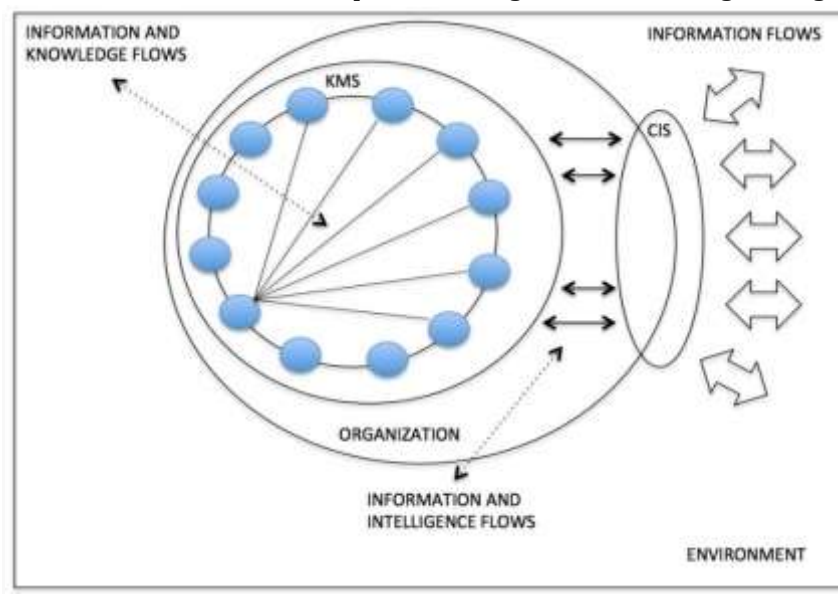 INFORMATION AND
KNOWLEDGE FLOWS
INFORMATION FLOWS
KMS
CIS
ORGANIZATION
INFORMATION AND
INTELLIGENCE FLOWS
ENVIRONMENT